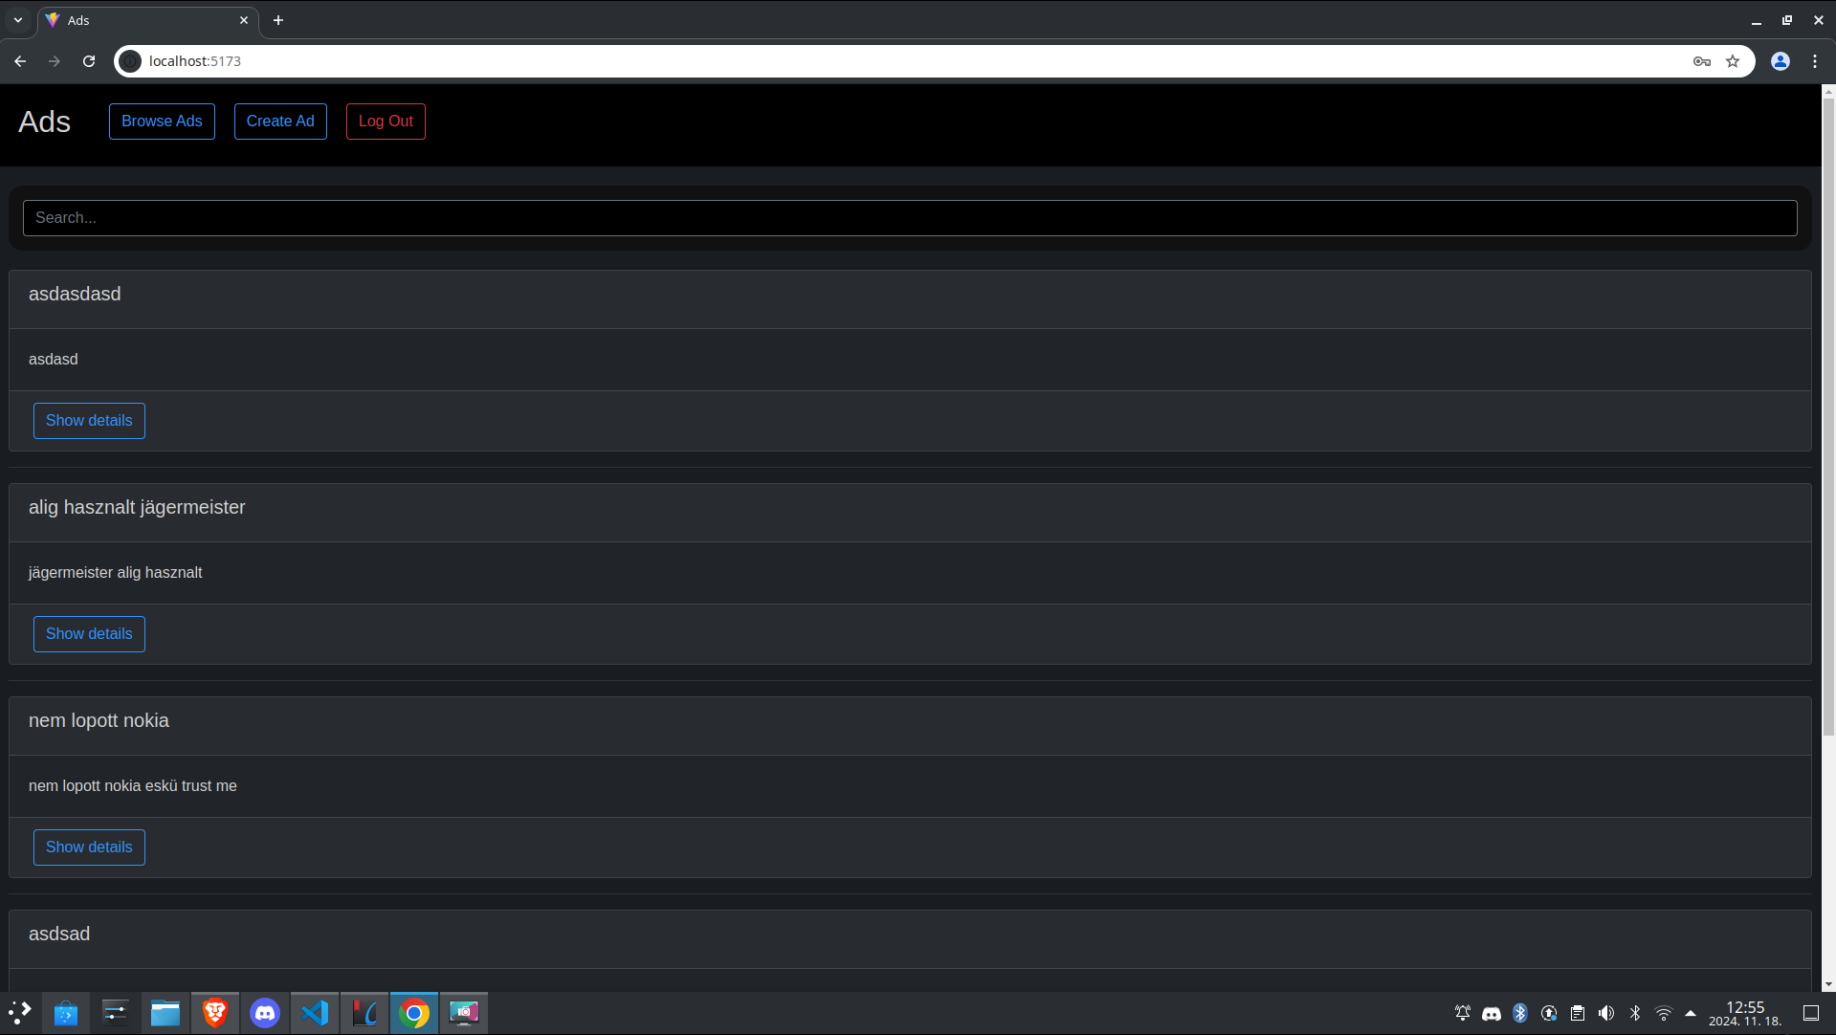 Ads
localhost:5173
Ads
Browse Ads
Create Ad
Log Out
Search...
asdasdasd
asdasd
Show details
alig hasznalt jägermeister
jägermeister alig hasznalt
Show details
nem lopott nokia
nem lopott nokia eskü trust me
Show details
asdsad
12:55
2024. 11. 18.